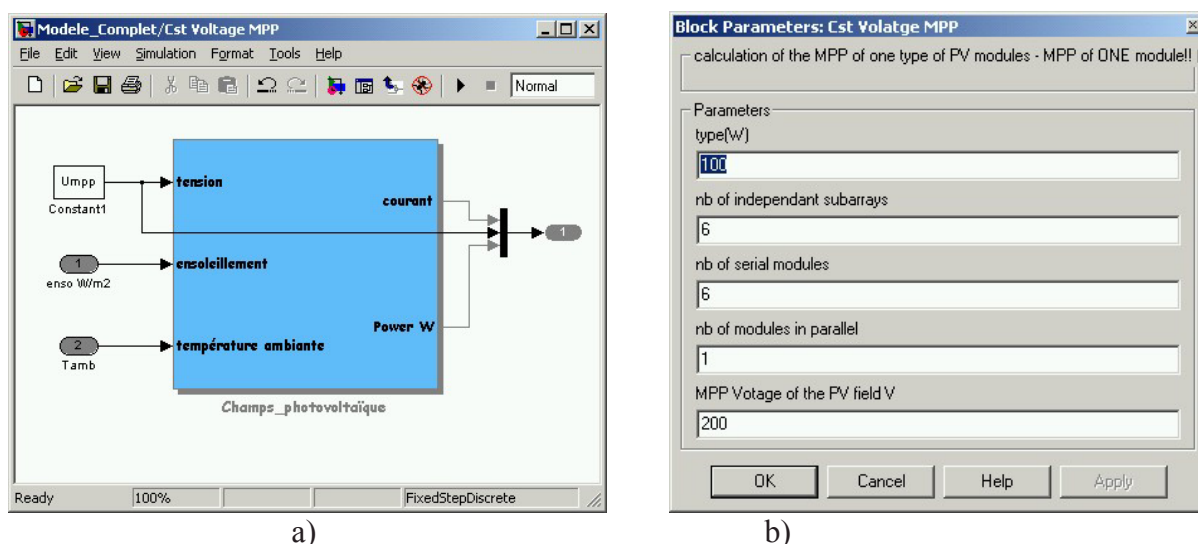 Modele_Complet/Cst Voltage MPP
File Edit View Simulation Format Tools Help
Normal
Umpp
Constant1
1
enso W/m2
2
Tamb
tension
courant
ensoleillement
Power W
température ambiante
1
Champs_photovoltaïque
Ready 100% FixedStepDiscrete
a)
Block Parameters: Cst Volatge MPP
calculation of the MPP of one type of PV modules - MPP of ONE module!!
Parameters
type(W)
100
nb of independant subarrays
6
nb of serial modules
6
nb of modules in parallel
1
MPP Votage of the PV field V
200
OK Cancel Help Apply
b)